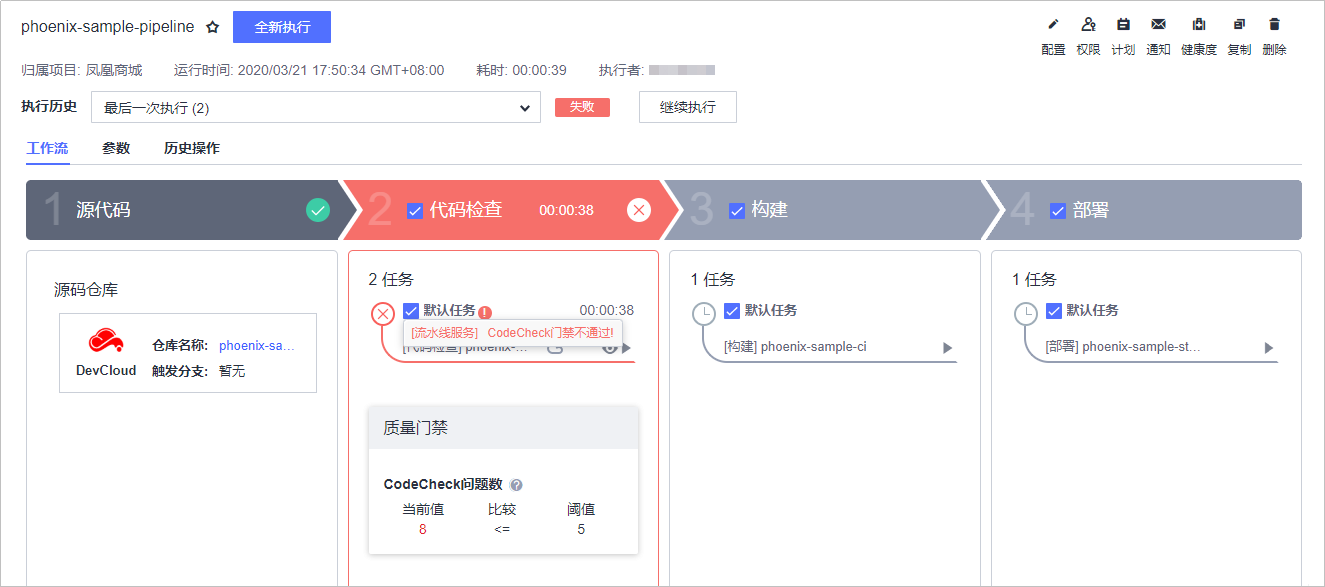 phoenix-sample-pipeline 全新执行
配置 权限 计划 通知 健康度 复制 删除
归属项目: 凤凰商城 运行时间: 2020/03/21 17:50:34 GMT+08:00 耗时: 00:00:39 执行者:
执行历史 最后一次执行 (2) 失败 继续执行
工作流 参数 历史操作
1 源代码 2 代码检查 00:00:38 3 构建 4 部署
源码仓库
DevCloud
仓库名称: phoenix-sa...
触发分支: 暂无
2 任务
默认任务 00:00:38
[流水线服务] CodeCheck门禁不通过!
[代码检查] phoenix-...
质量门禁
CodeCheck问题数
当前值 比较 阈值
8 <= 5
1 任务
默认任务
[构建] phoenix-sample-ci
1 任务
默认任务
[部署] phoenix-sample-st...